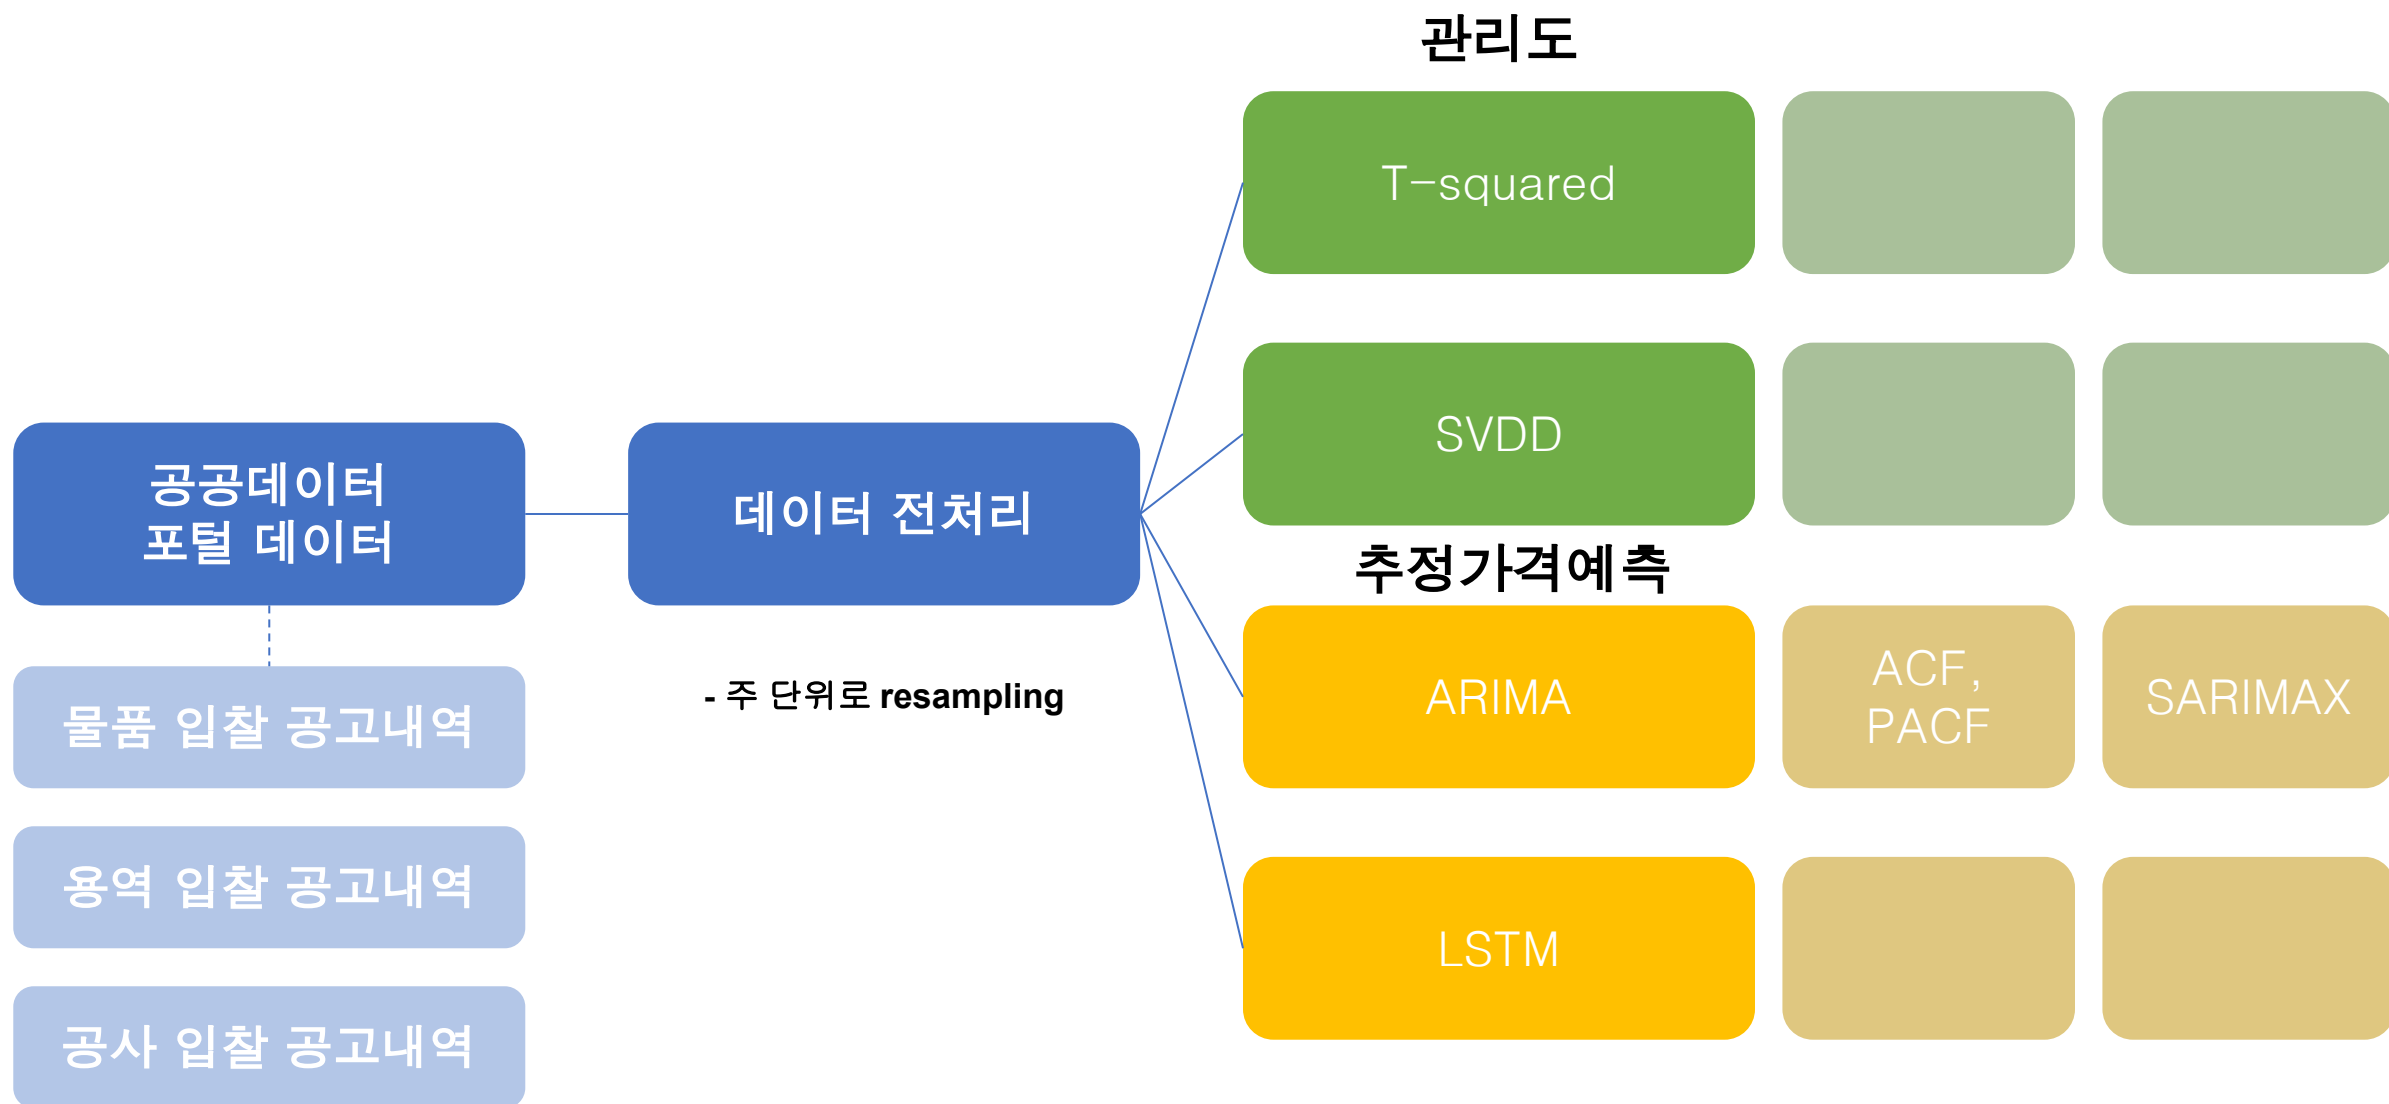 관리도
T-squared
SVDD
공공데이터
포털 데이터
데이터 전처리
추정가격예측
ARIMA
ACF,
PACF
SARIMAX
- 주 단위로 resampling
물품 입찰 공고내역
용역 입찰 공고내역
LSTM
공사 입찰 공고내역